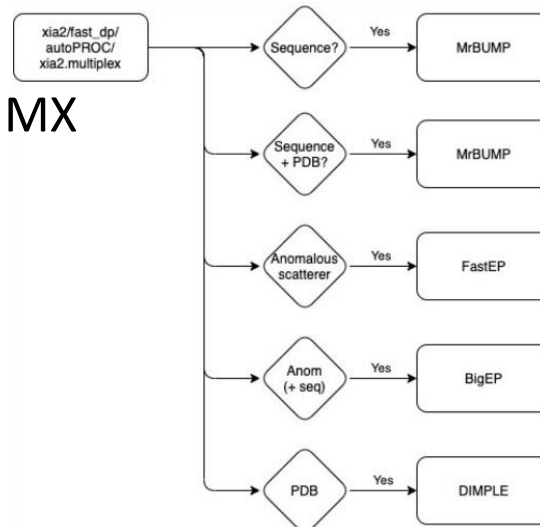 xia2/fast_dp/
autoPROC/
xia2.multiplex
MX
Sequence?
Yes
MrBUMP
Sequence
+ PDB?
Yes
MrBUMP
Anomalous
scatterer
Yes
FastEP
Anom
(+ seq)
Yes
BigEP
PDB
Yes
DIMPLE